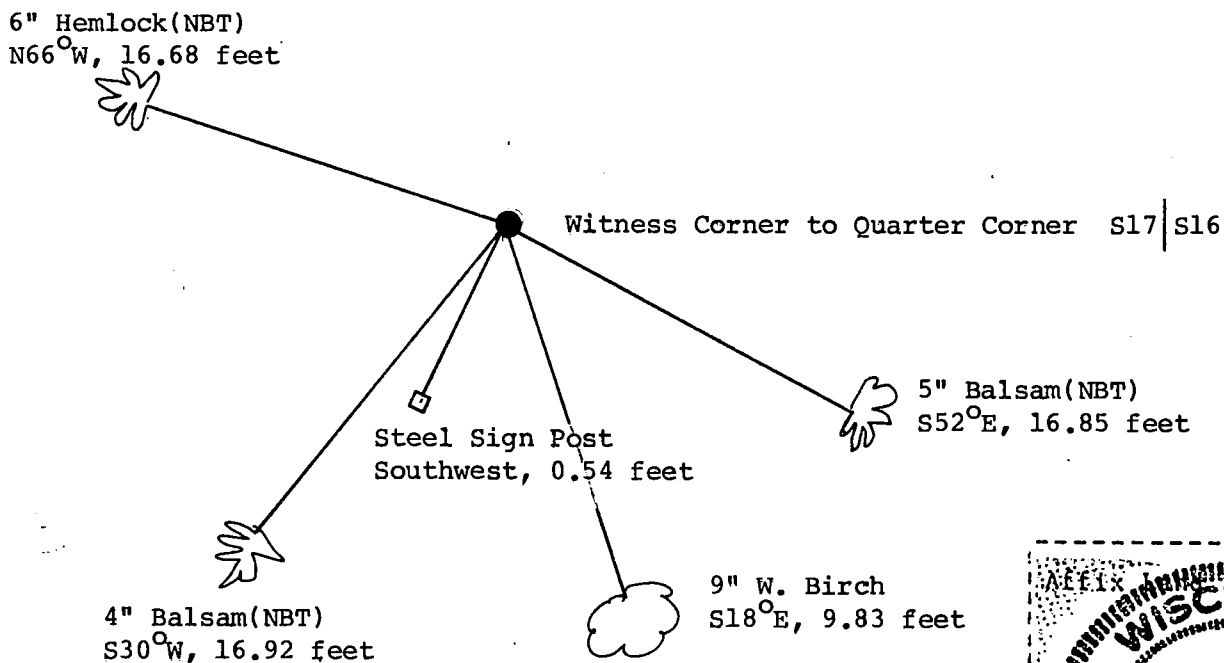 6" Hemlock(NBT)
N66°W, 16.68 feet
Witness Corner to Quarter Corner S17|S16
5" Balsam(NBT)
S52°E, 16.85 feet
Steel Sign Post
Southwest, 0.54 feet
9" W. Birch
S18°E, 9.83 feet
4" Balsam(NBT)
S30°W, 16.92 feet
Affix
WISC